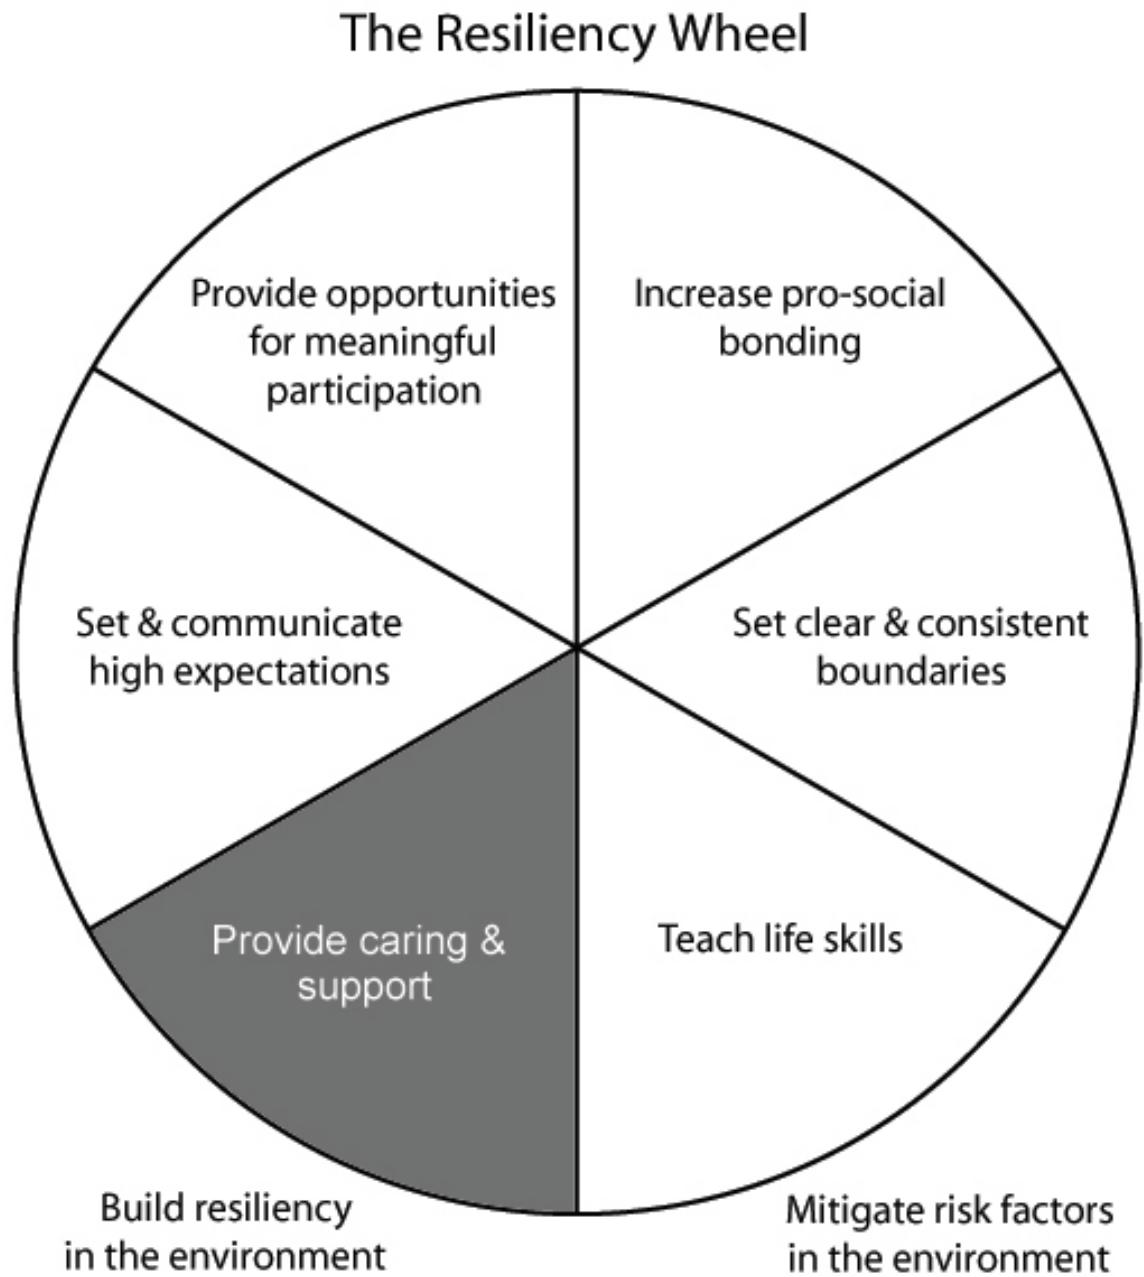 The Resiliency Wheel
Provide opportunities
for meaningful
participation
Increase pro-social
bonding
Set & communicate
high expectations
Set clear & consistent
boundaries
Provide caring &
support
Teach life skills
Build resiliency
in the environment
Mitigate risk factors
in the environment